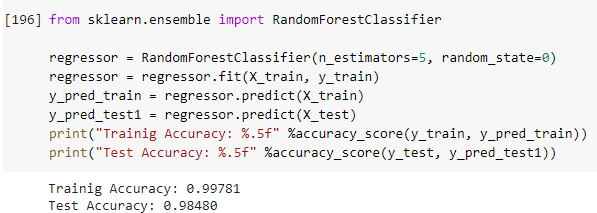 [196] from sklearn.ensemble import RandomForestClassifier
regressor = RandomForestClassifier(n_estimators=5, random_state=0)
regressor = regressor.fit(X_train, y_train)
y_pred_train = regressor.predict(X_train)
y_pred_test1 = regressor.predict(X_test)
print("Trainig Accuracy: %.5f" %accuracy_score(y_train, y_pred_train))
print("Test Accuracy: %.5f" %accuracy_score(y_test, y_pred_test1))
Trainig Accuracy: 0.99781
Test Accuracy: 0.98480